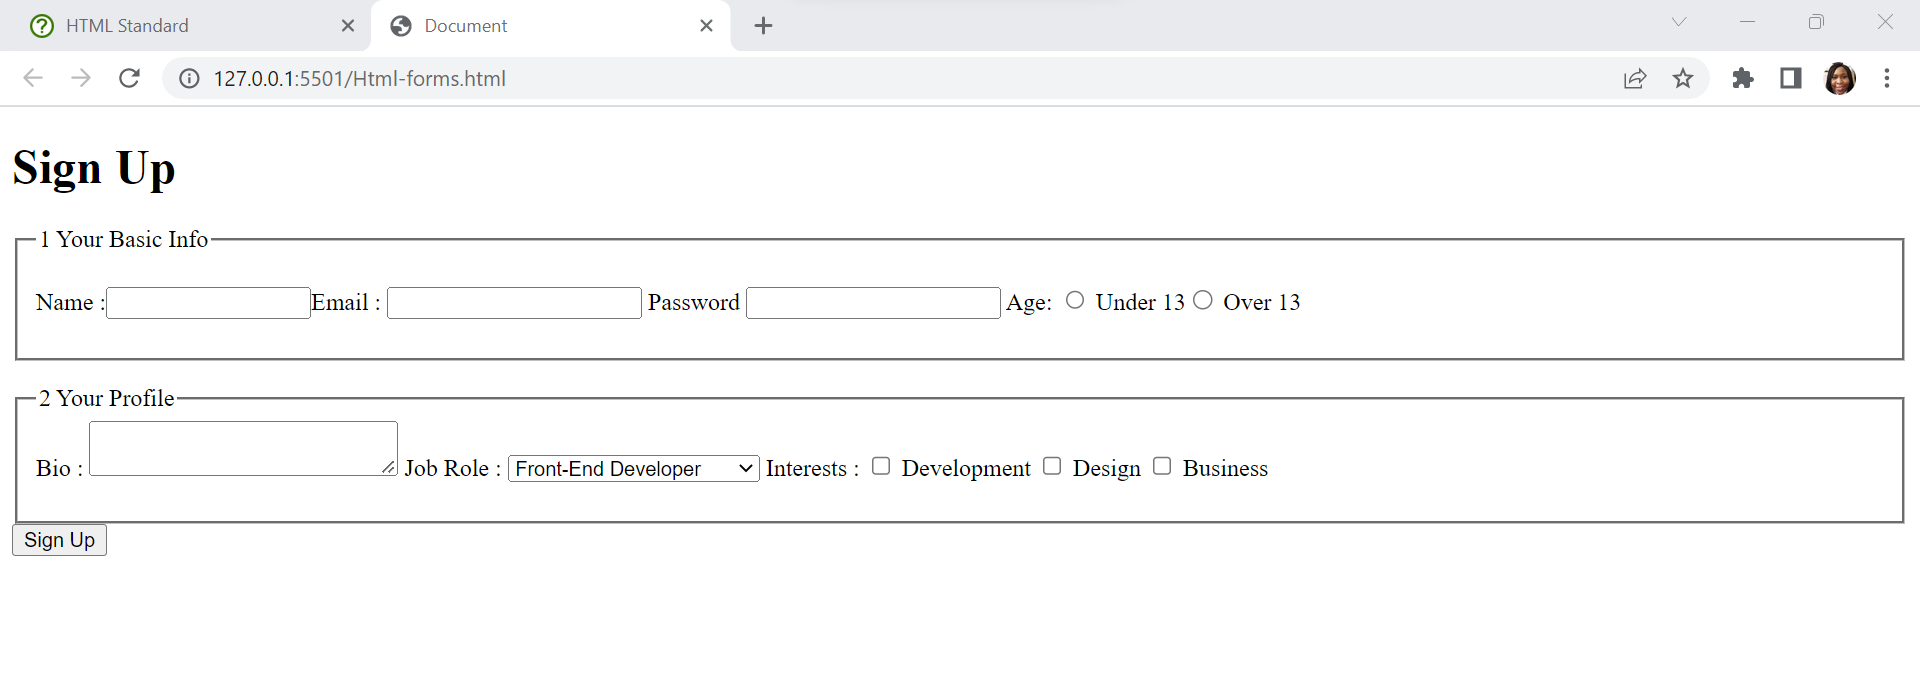 HTML Standard Document
127.0.0.1:5501/Html-forms.html
Sign Up
1 Your Basic Info
Name : Email : Password Age: Under 13 Over 13
2 Your Profile
Bio : Job Role : Front-End Developer Interests : Development Design Business
Sign Up